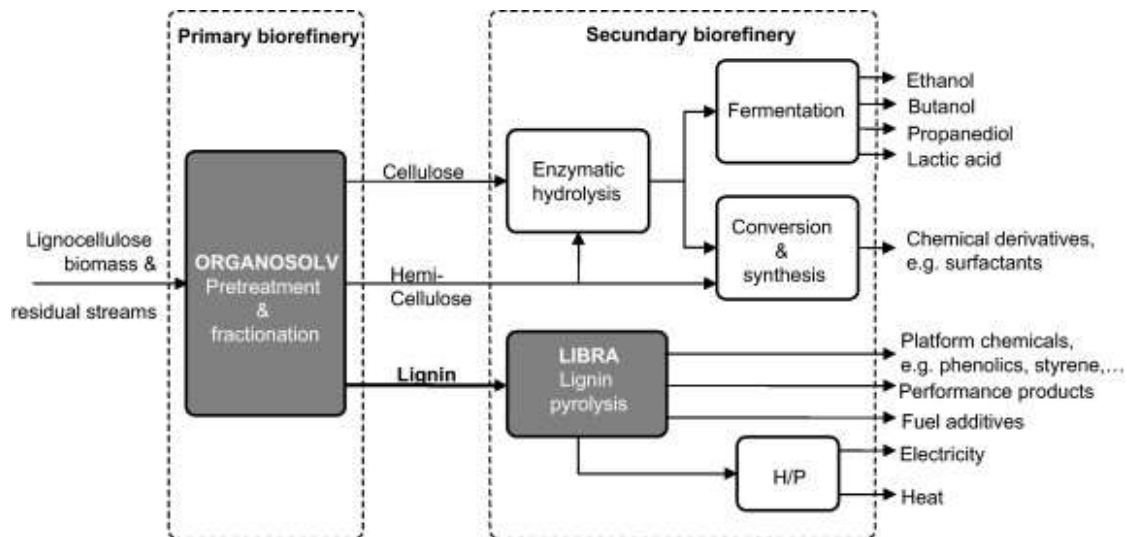 Primary biorefinery
Secundary biorefinery
Lignocellulose
biomass &
residual streams
ORGANOSOLV
Pretreatment
&
fractionation
Cellulose
Hemi-
Cellulose
Lignin
Enzymatic
hydrolysis
Fermentation
Ethanol
Butanol
Propanediol
Lactic acid
Conversion
&
synthesis
Chemical derivatives,
e.g. surfactants
LIBRA
Lignin
pyrolysis
Platform chemicals,
e.g. phenolics, styrene,...
Performance products
Fuel additives
H/P
Electricity
Heat